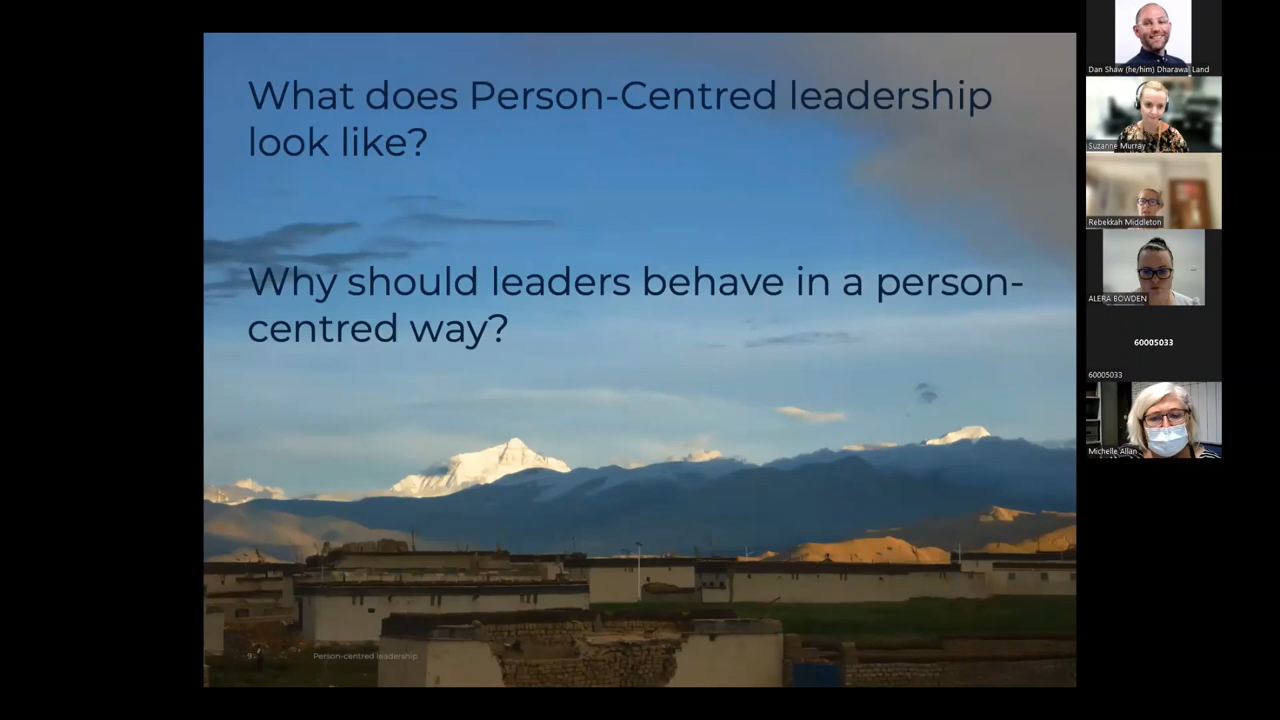 What does Person-Centred leadership
look like?
Why should leaders behave in a person-
centred way?
9
Person-centred leadership
Dan Shaw (he/him) Dharawal Land
Suzanne Murray
Rebekkah Middleton
ALERA BOWDEN
60005033
60005033
Michelle Allan